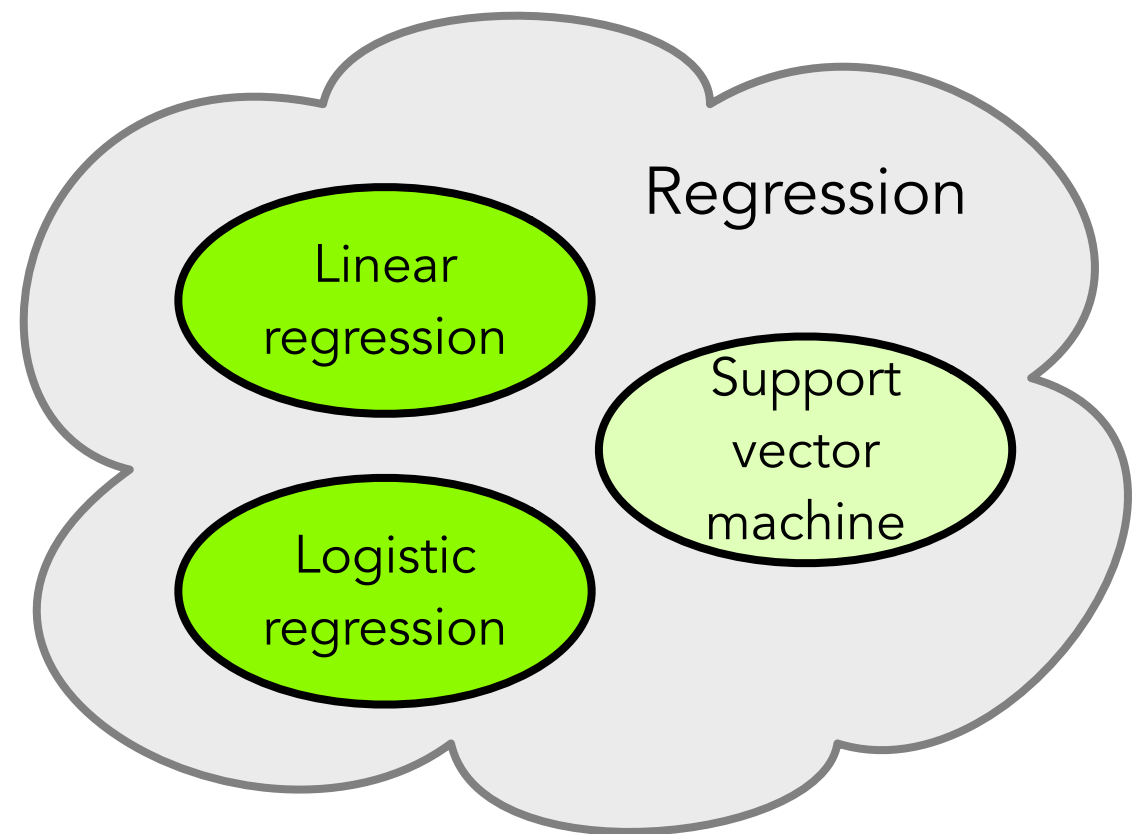 Regression
Linear
regression
Support
vector
machine
Logistic
regression